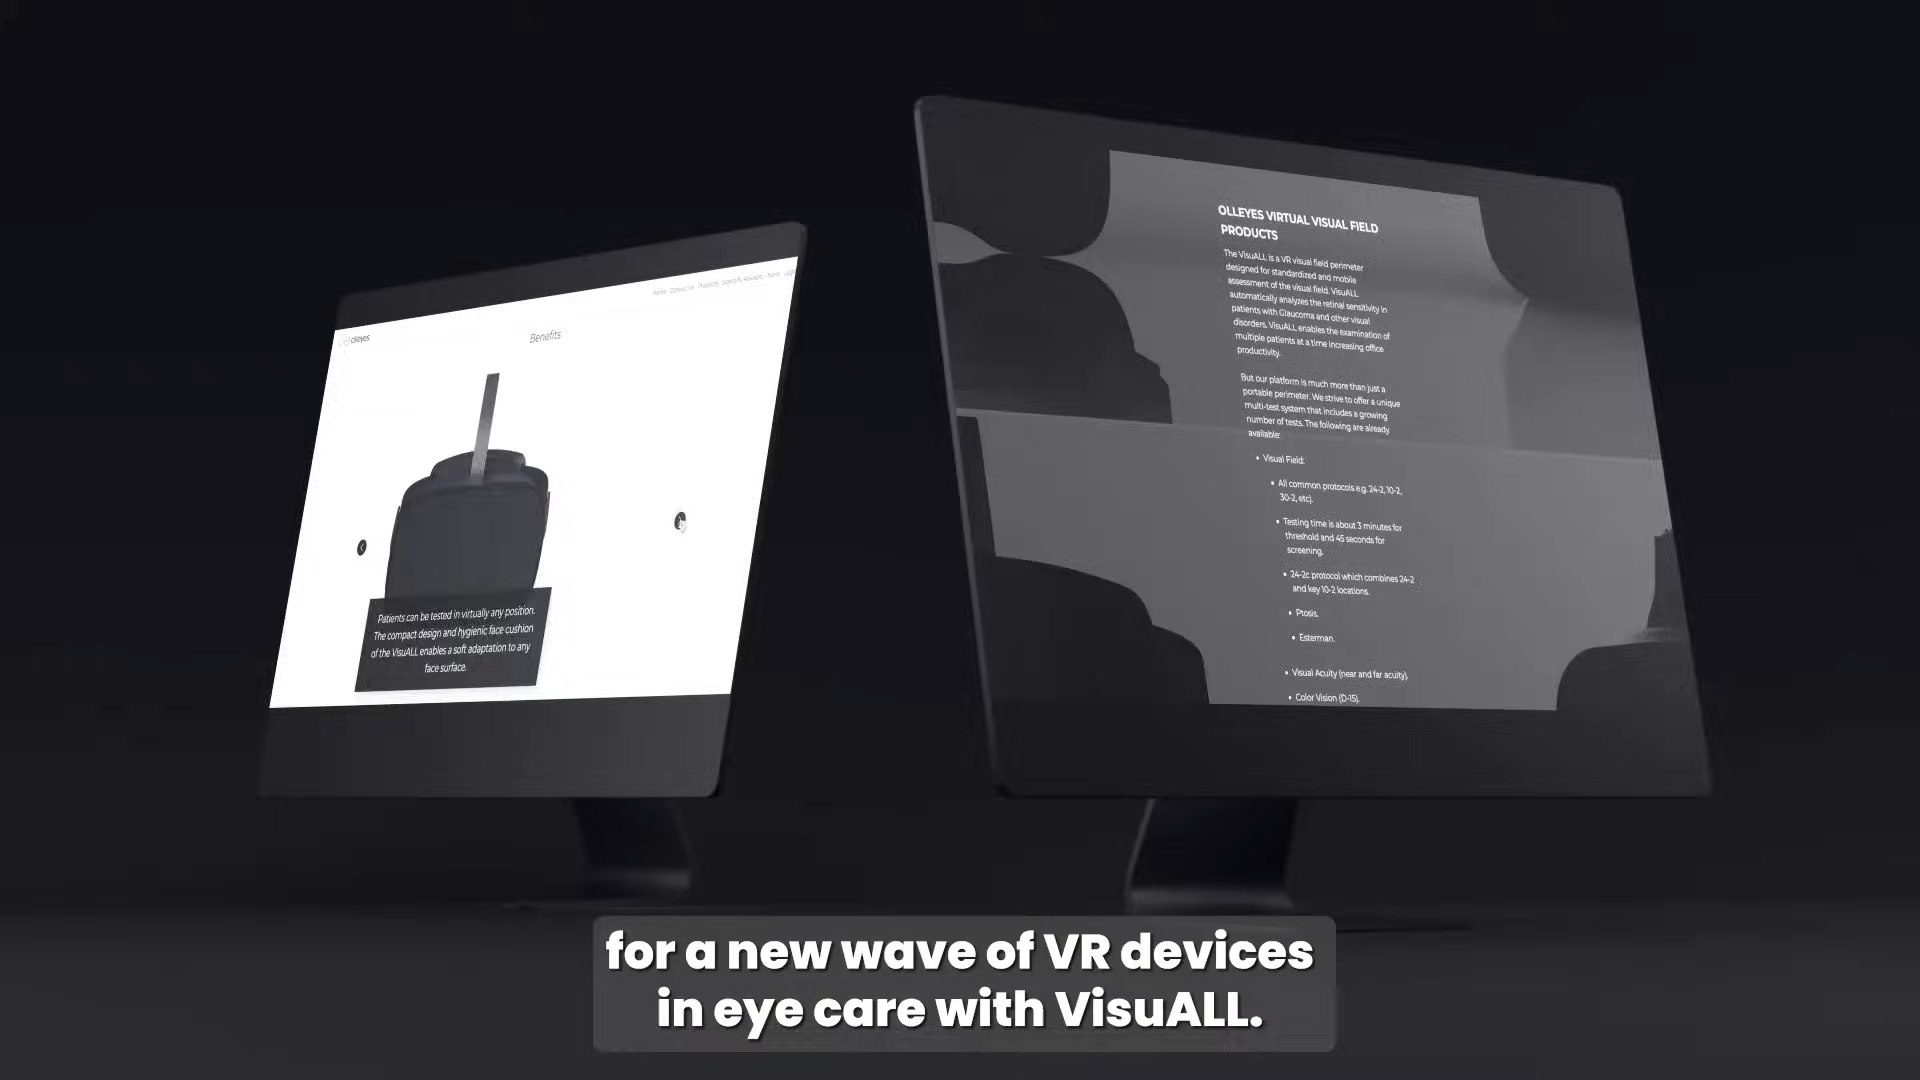 olleyes
Home Contact Us Products Scientific Advisors News
Benefits
Patients can be tested in virtually any position.
The compact design and hygienic face cushion
of the VisuALL enables a soft adaptation to any
face surface.
OLLEYES VIRTUAL VISUAL FIELD
PRODUCTS
The VisuALL is a VR visual field perimeter
designed for standardized and mobile
assessment of the visual field. VisuALL
automatically analyzes the retinal sensitivity in
patients with Glaucoma and other visual
disorders. VisuALL enables the examination of
multiple patients at a time increasing office
productivity.
But our platform is much more than just a
portable perimeter. We strive to offer a unique
multi-test system that includes a growing
number of tests. The following are already
available:
• Visual Field:
• All common protocols e.g. 24-2, 10-2,
30-2, etc).
• Testing time is about 3 minutes for
threshold and 45 seconds for
screening.
• 24-2c protocol which combines 24-2
and key 10-2 locations.
• Ptosis.
• Esterman.
• Visual Acuity (near and far acuity).
• Color Vision (D-15).
for a new wave of VR devices
in eye care with VisuALL.